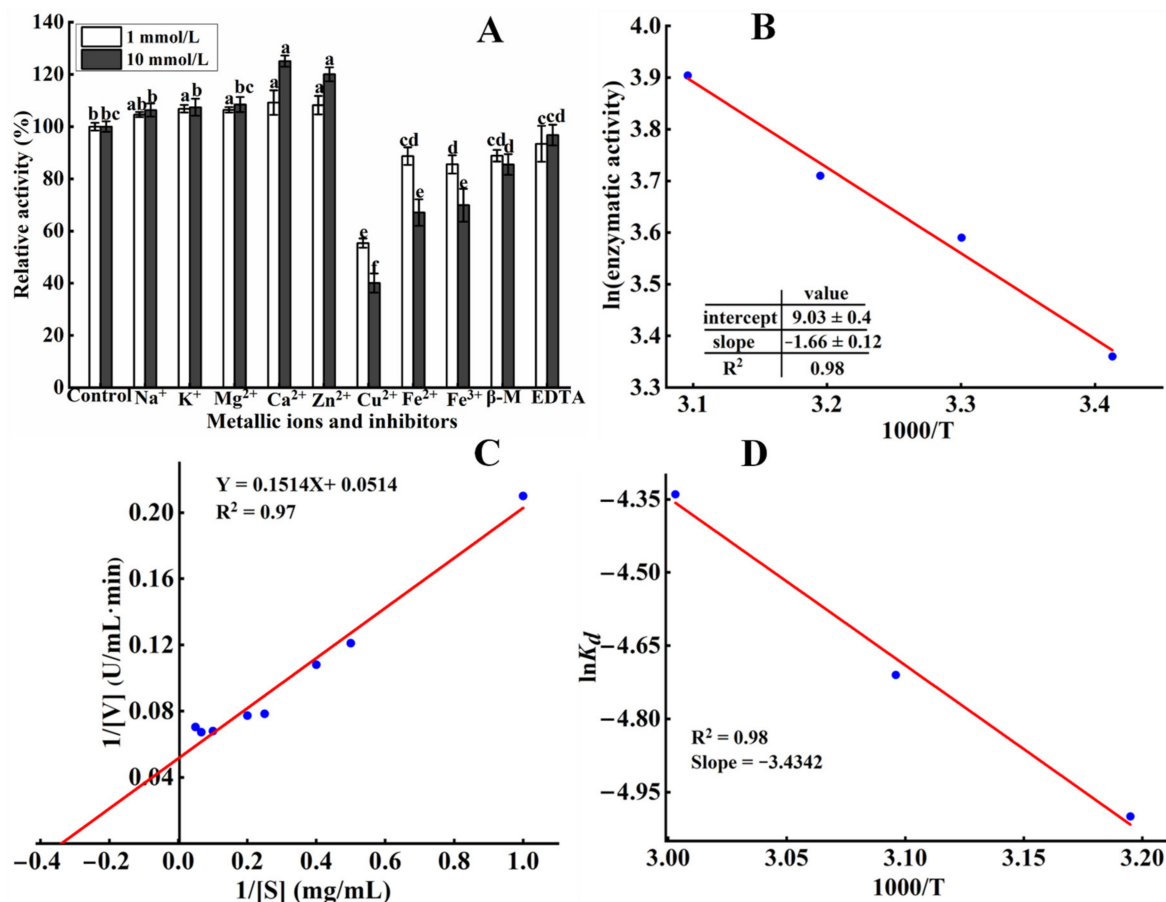 A
1 mmol/L
10 mmol/L
140
120
100
80
60
40
20
0
Relative activity (%)
b bc
ab b
a b
a bc
a a
a a
e f
cd e
d e
cd d
c cd
Control Na⁺ K⁺ Mg²⁺ Ca²⁺ Zn²⁺ Cu²⁺ Fe²⁺ Fe³⁺ β-M EDTA
Metallic ions and inhibitors
B
4.0
3.9
3.8
3.7
3.6
3.5
3.4
3.3
ln(enzymatic activity)
value
intercept 9.03 ± 0.4
slope −1.66 ± 0.12
R² 0.98
3.1 3.2 3.3 3.4
1000/T
C
Y = 0.1514X+ 0.0514
R² = 0.97
0.20
0.16
0.12
0.08
0.04
1/[V] (U/mL·min)
−0.4 −0.2 0.0 0.2 0.4 0.6 0.8 1.0
1/[S] (mg/mL)
D
−4.35
−4.50
−4.65
−4.80
−4.95
lnKd
R² = 0.98
Slope = −3.4342
3.00 3.05 3.10 3.15 3.20
1000/T